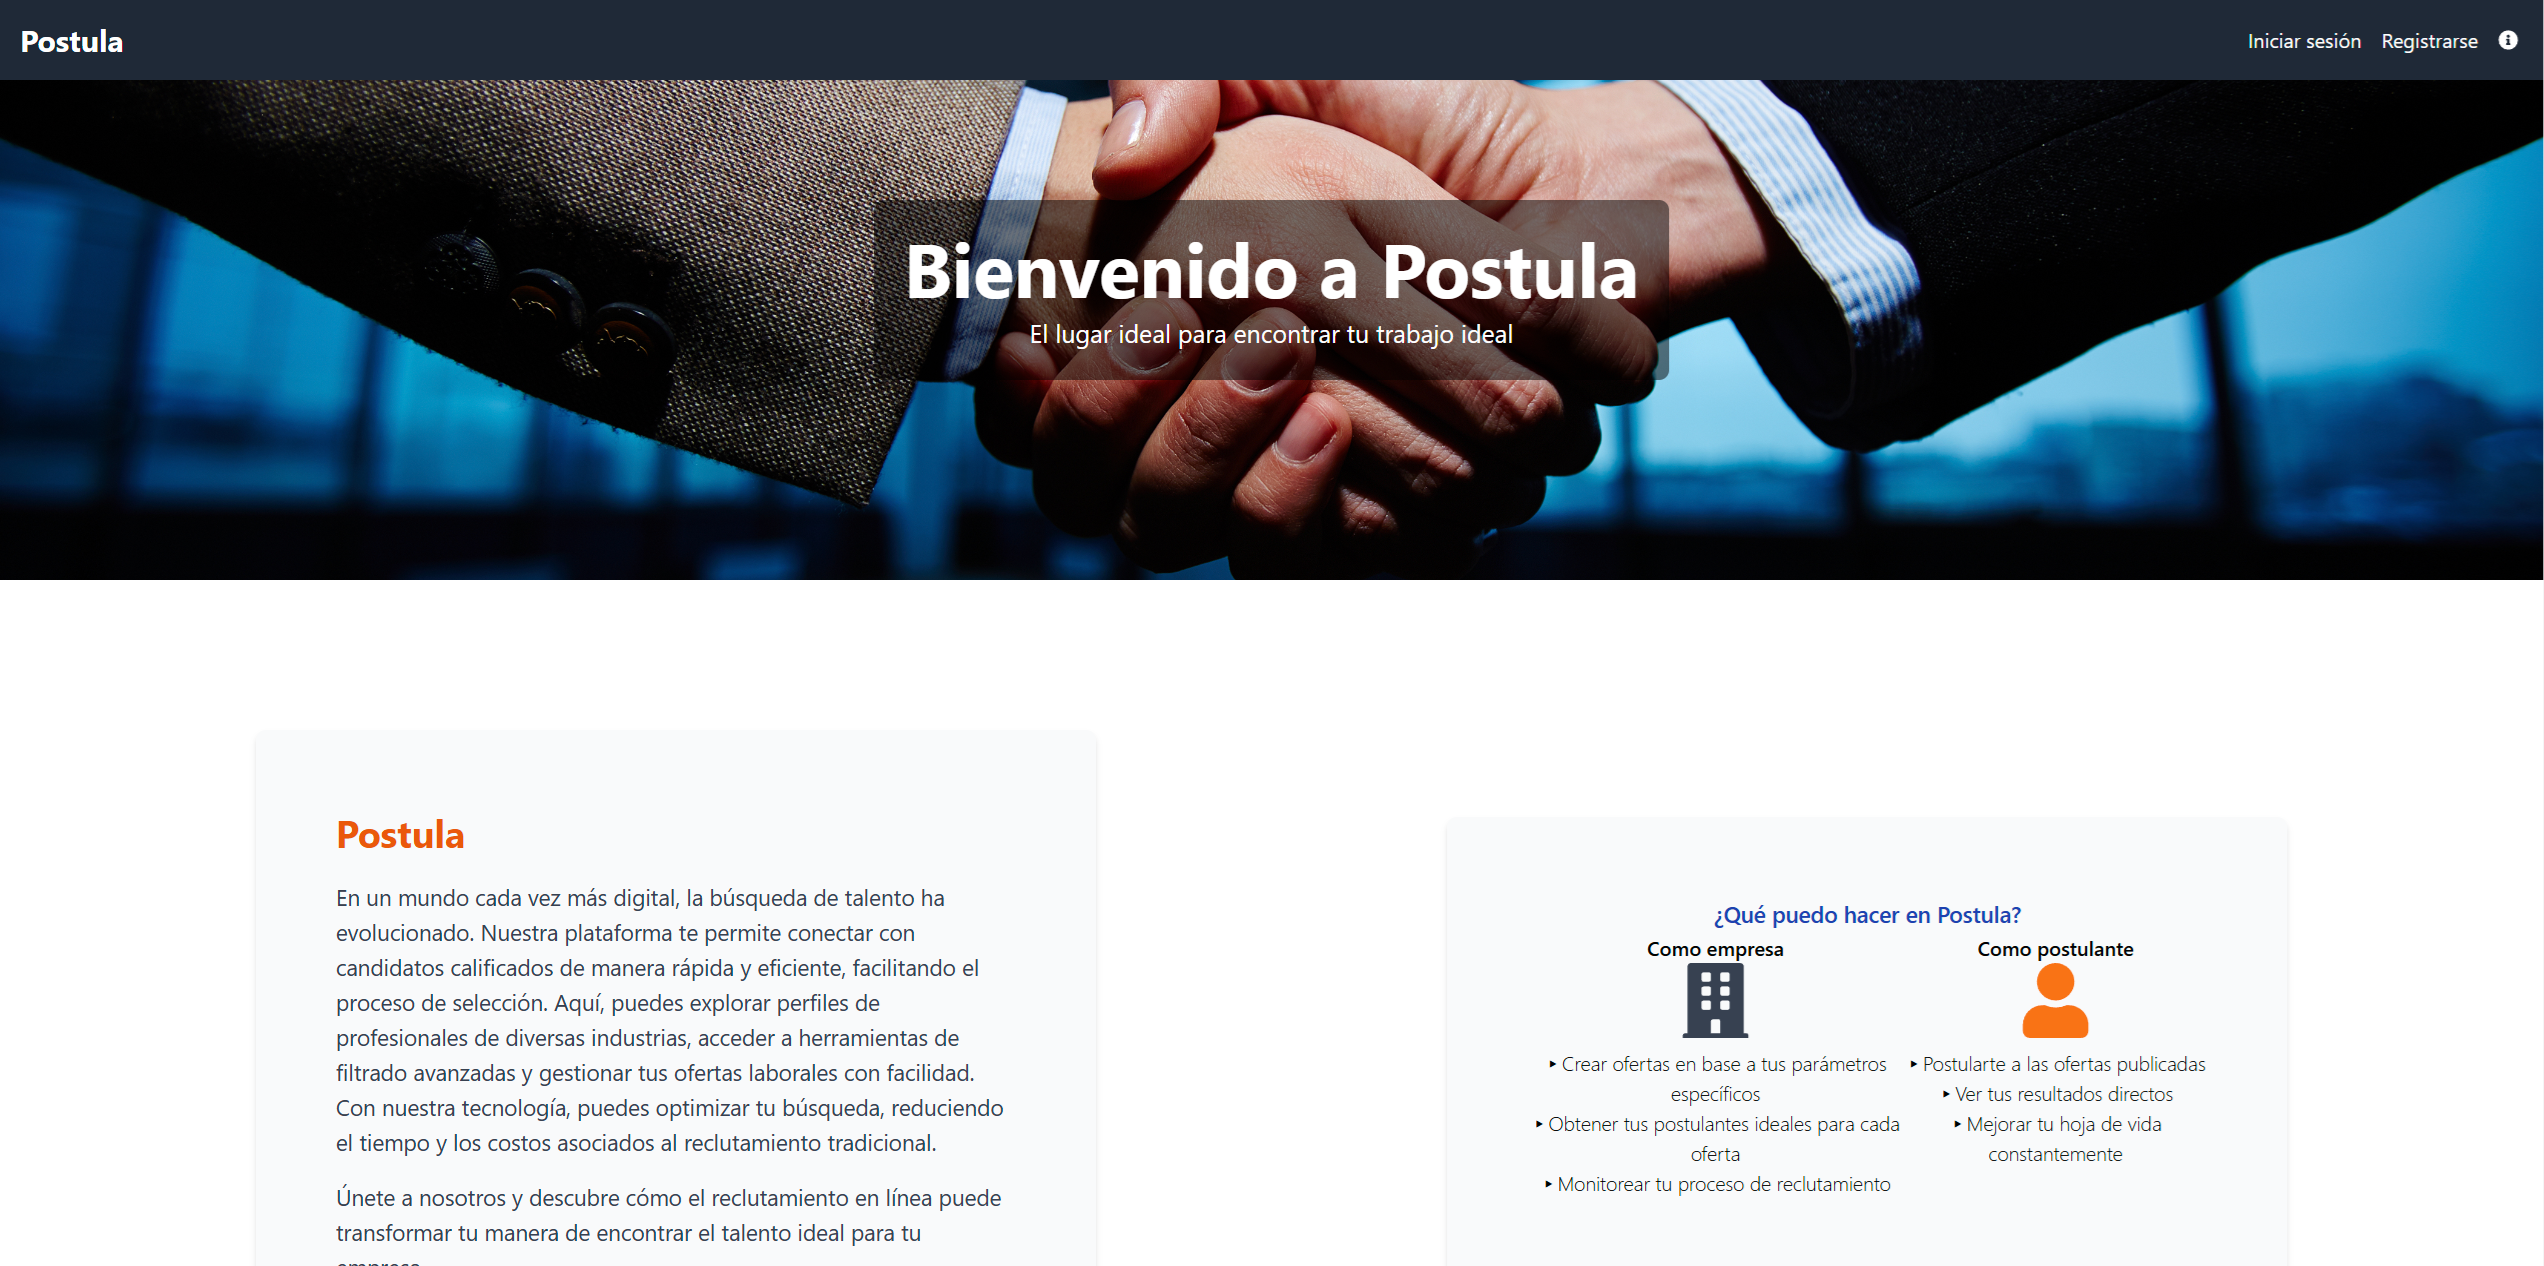 Postula
Iniciar sesión Registrarse
Bienvenido a Postula
El lugar ideal para encontrar tu trabajo ideal
Postula
En un mundo cada vez más digital, la búsqueda de talento ha
evolucionado. Nuestra plataforma te permite conectar con
candidatos calificados de manera rápida y eficiente, facilitando el
proceso de selección. Aquí, puedes explorar perfiles de
profesionales de diversas industrias, acceder a herramientas de
filtrado avanzadas y gestionar tus ofertas laborales con facilidad.
Con nuestra tecnología, puedes optimizar tu búsqueda, reduciendo
el tiempo y los costos asociados al reclutamiento tradicional.
Únete a nosotros y descubre cómo el reclutamiento en línea puede
transformar tu manera de encontrar el talento ideal para tu
¿Qué puedo hacer en Postula?
Como empresa
‣ Crear ofertas en base a tus parámetros
específicos
‣ Obtener tus postulantes ideales para cada
oferta
‣ Monitorear tu proceso de reclutamiento
Como postulante
‣ Postularte a las ofertas publicadas
‣ Ver tus resultados directos
‣ Mejorar tu hoja de vida
constantemente